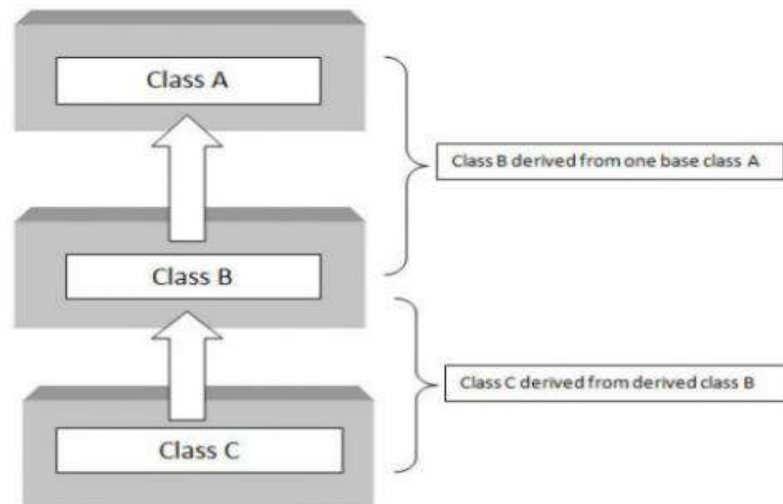 Class A
Class B derived from one base class A
Class B
Class C derived from derived class B
Class C